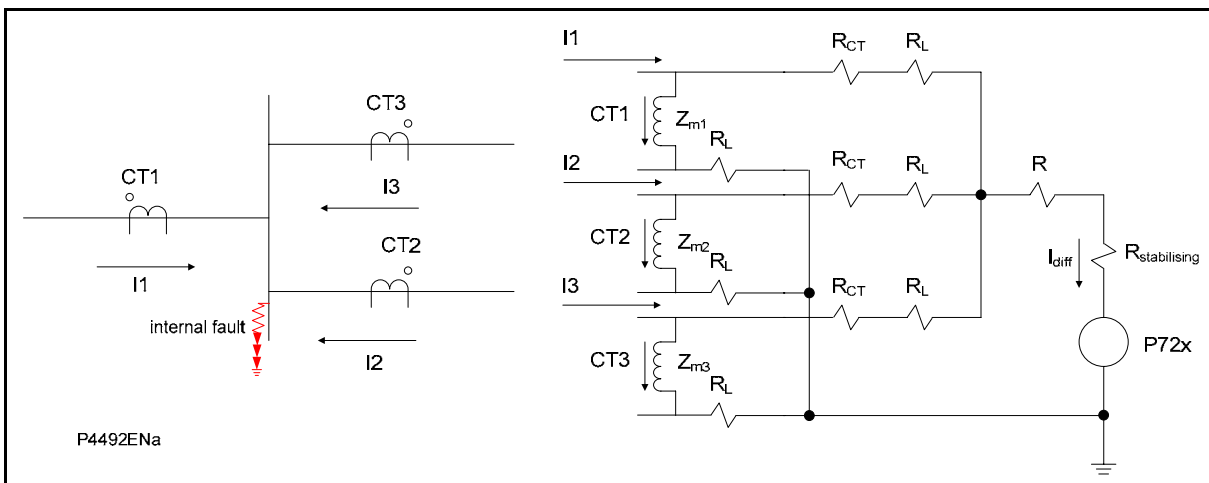 CT3
CT1
I3
CT2
I1
internal fault
I2
P4492ENa
I1
RCT
RL
CT1
Zm1
RL
I2
RCT
RL
R
CT2
Zm2
RL
Idiff
Rstabilising
I3
RCT
RL
P72x
CT3
Zm3
RL